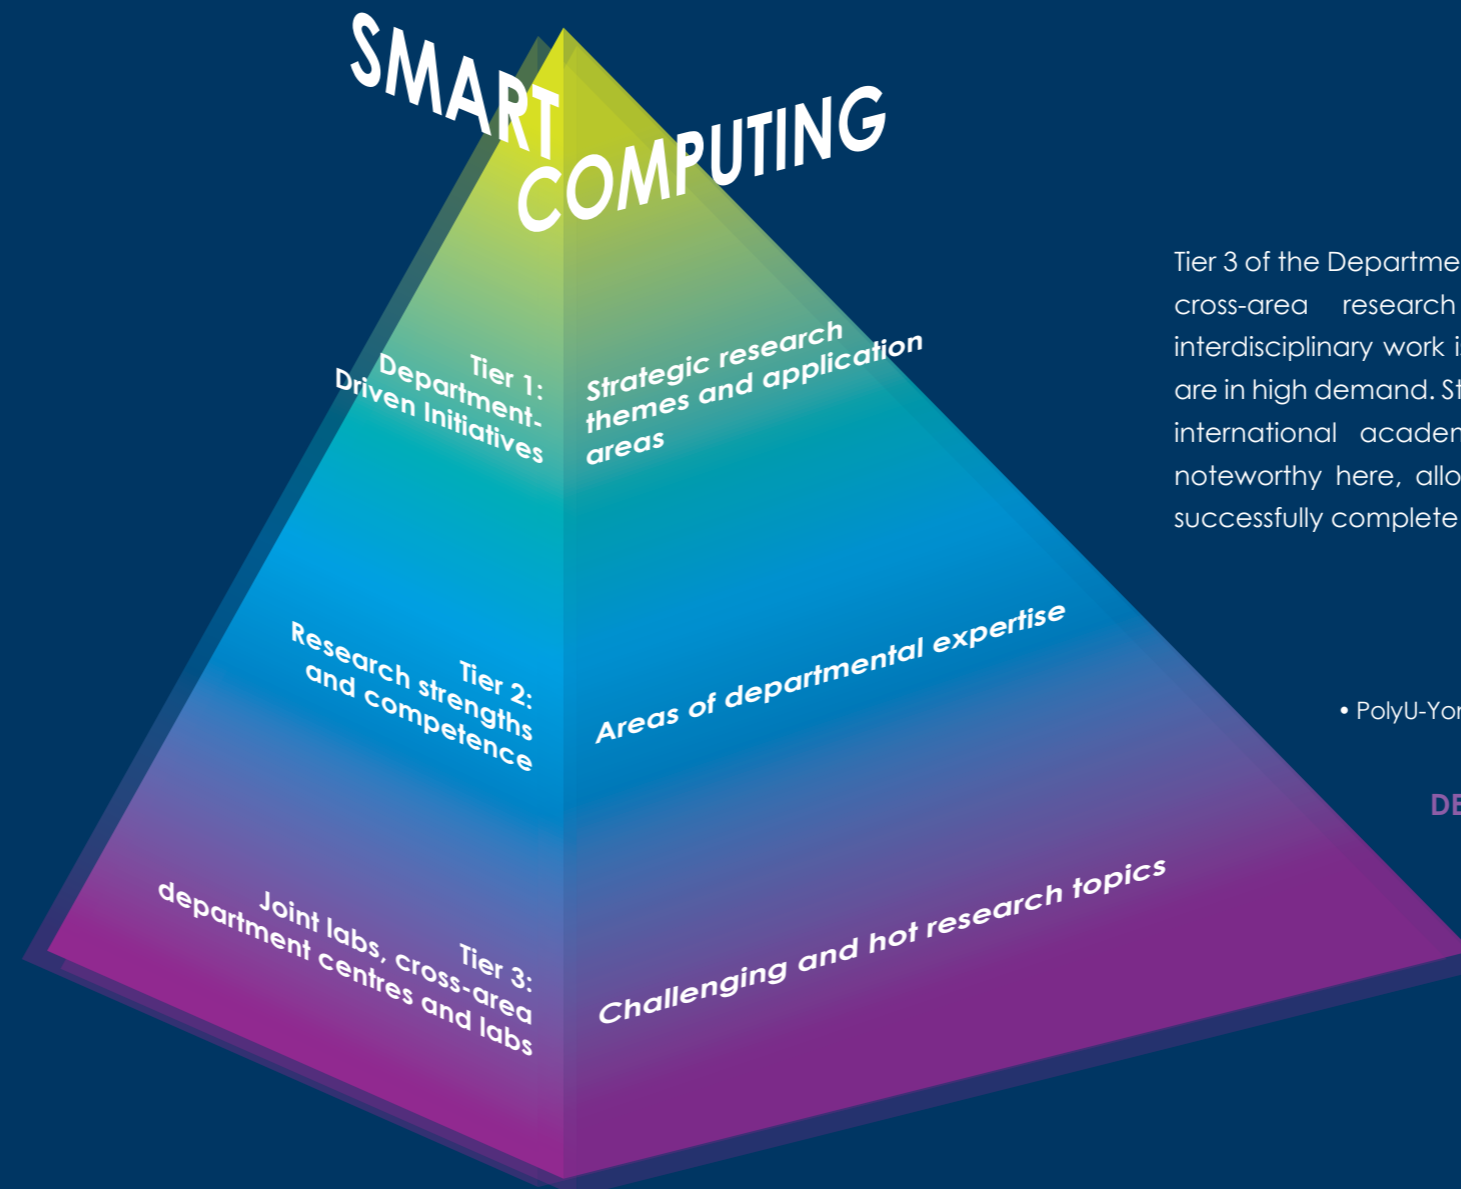 SMART
COMPUTING
Tier 1:
Department-
Driven Initiatives
Strategic research
themes and application
areas
Tier 2:
Research strengths
and competence
Areas of departmental expertise
Tier 3:
Joint labs, cross-area
department centres and labs
Challenging and hot research topics
Tier 3 of the Departme
cross-area research
interdisciplinary work is
are in high demand. St
international academ
noteworthy here, allo
successfully complete
• PolyU-Yor
DE